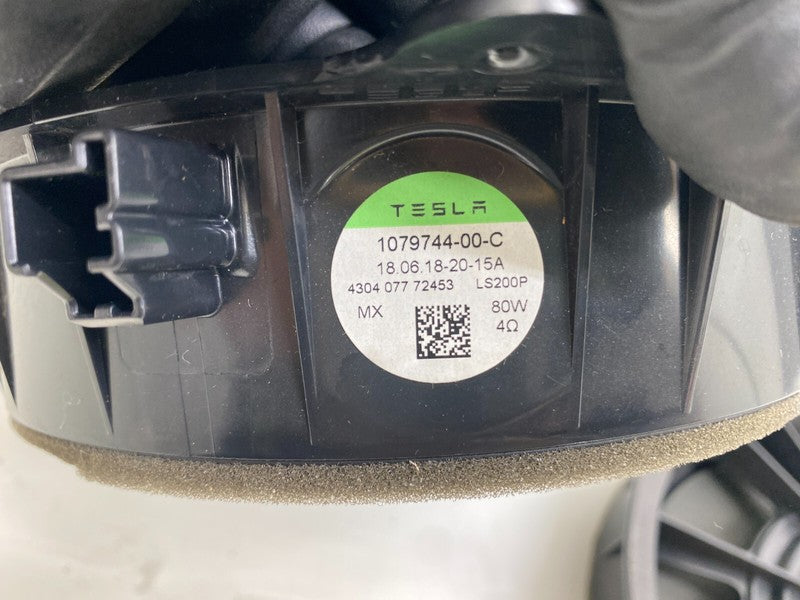 TESLA
1079744-00-C
18.06.18-20-15A
4304 077 72453 LS200P
MX 80W
4Ω